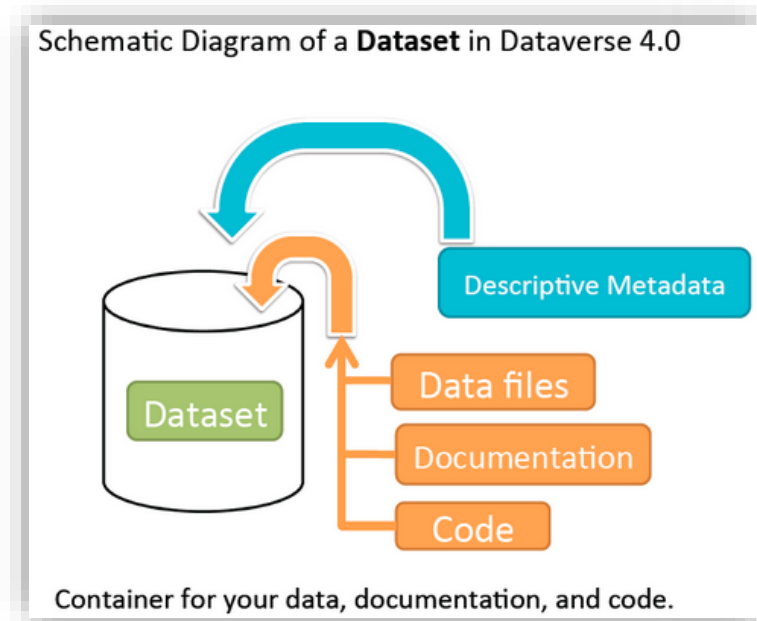 Schematic Diagram of a Dataset in Dataverse 4.0
Descriptive Metadata
Data files
Dataset
Documentation
Code
Container for your data, documentation, and code.